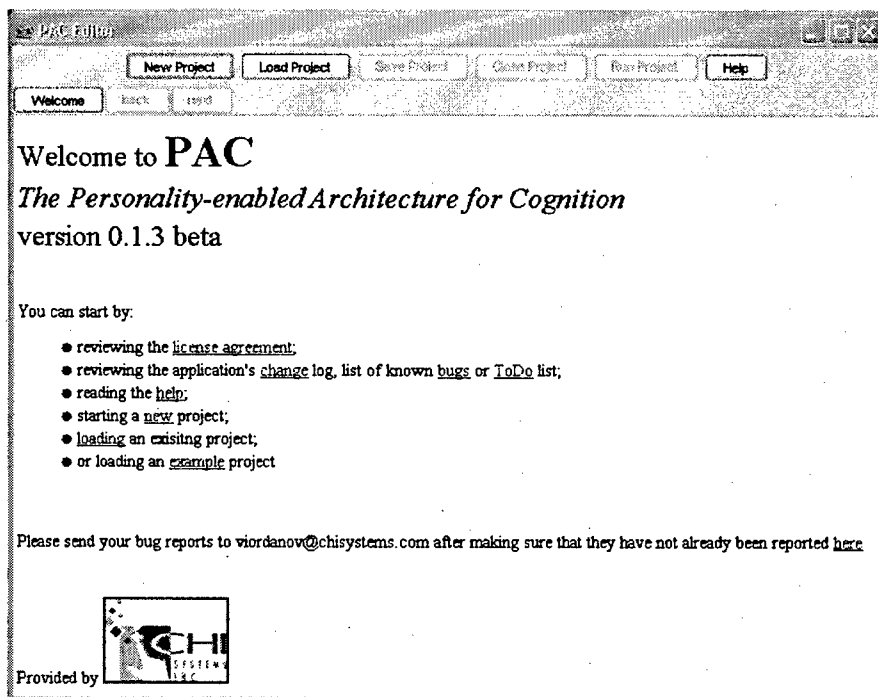 PAC Editor
New Project Load Project Save Project Close Project Run Project Help
Welcome back
Welcome to PAC
The Personality-enabled Architecture for Cognition
version 0.1.3 beta
You can start by:
reviewing the license agreement;
reviewing the application's change log, list of known bugs or ToDo list;
reading the help;
starting a new project;
loading an exisitng project;
or loading an example project
Please send your bug reports to viordanov@chisystems.com after making sure that they have not already been reported here
Provided by CHI
SYSTEMS
INC